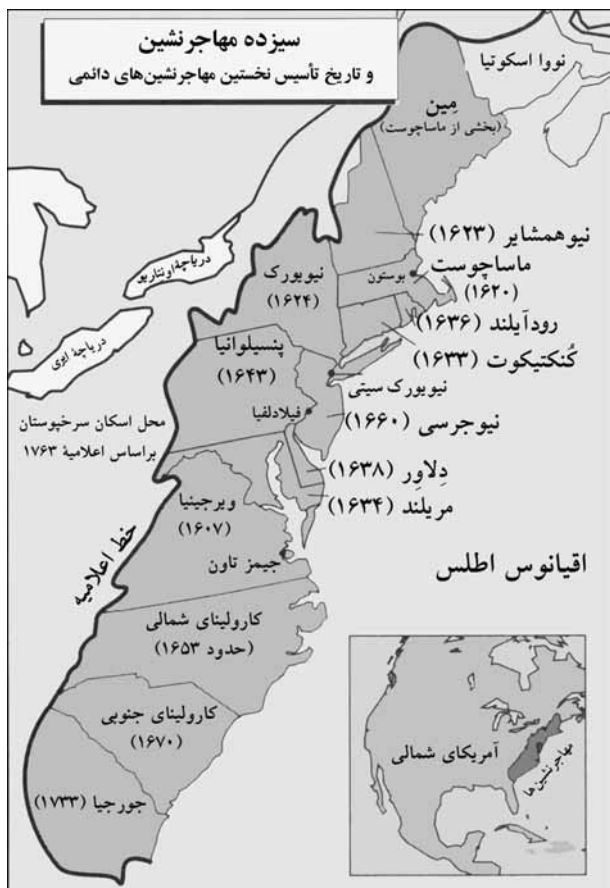 سیزده مهاجرنشین
و تاریخ تأسیس نخستین مهاجرنشین‌های دائمی
نووا اسکوتیا
مِین
(بخشی از ماساچوست)
نیوهمشایر (۱۶۲۳)
ماساچوست
(۱۶۲۰)
بوستون
رودآیلند (۱۶۳۶)
کُنکتیکوت (۱۶۳۳)
دریاچهٔ اونتاریو
نیویورک
(۱۶۲۴)
دریاچهٔ ایری
پنسیلوانیا
(۱۶۴۳)
نیویورک سیتی
فیلادلفیا
نیوجرسی (۱۶۶۰)
محل اسکان سرخپوستان
براساس اعلامیهٔ ۱۷۶۳
دِلاوِر (۱۶۳۸)
مریلند (۱۶۳۴)
ویرجینیا
(۱۶۰۷)
جیمز تاون
خط اعلامیه
اقیانوس اطلس
کارولینای شمالی
(حدود ۱۶۵۳)
کارولینای جنوبی
(۱۶۷۰)
جورجیا (۱۷۳۳)
آمریکای شمالی
مهاجرنشین‌ها